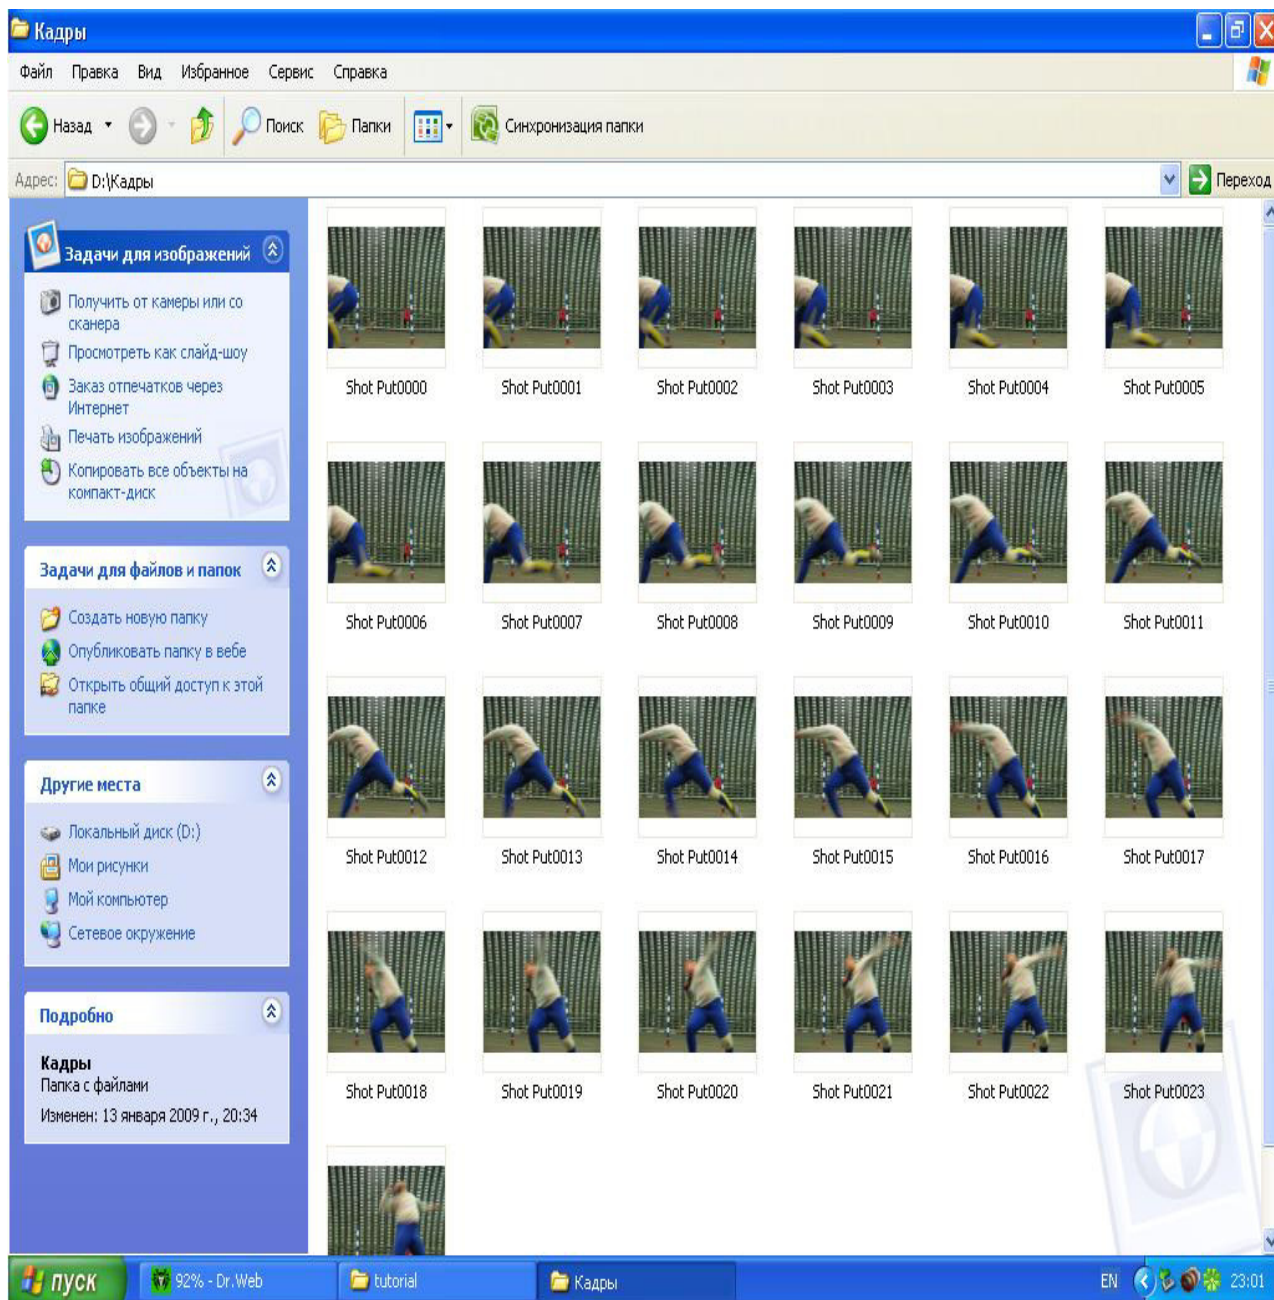 Кадры
Файл Правка Вид Избранное Сервис Справка
Назад Поиск Папки Синхронизация папки
Адрес: D:\Кадры Переход
Задачи для изображений
Получить от камеры или со
сканера
Просмотреть как слайд-шоу
Заказ отпечатков через
Интернет
Печать изображений
Копировать все объекты на
компакт-диск
Задачи для файлов и папок
Создать новую папку
Опубликовать папку в вебе
Открыть общий доступ к этой
папке
Другие места
Локальный диск (D:)
Мои рисунки
Мой компьютер
Сетевое окружение
Подробно
Кадры
Папка с файлами
Изменен: 13 января 2009 г., 20:34
Shot Put0000 Shot Put0001 Shot Put0002 Shot Put0003 Shot Put0004 Shot Put0005
Shot Put0006 Shot Put0007 Shot Put0008 Shot Put0009 Shot Put0010 Shot Put0011
Shot Put0012 Shot Put0013 Shot Put0014 Shot Put0015 Shot Put0016 Shot Put0017
Shot Put0018 Shot Put0019 Shot Put0020 Shot Put0021 Shot Put0022 Shot Put0023
пуск 92% - Dr.Web tutorial Кадры EN 23:01